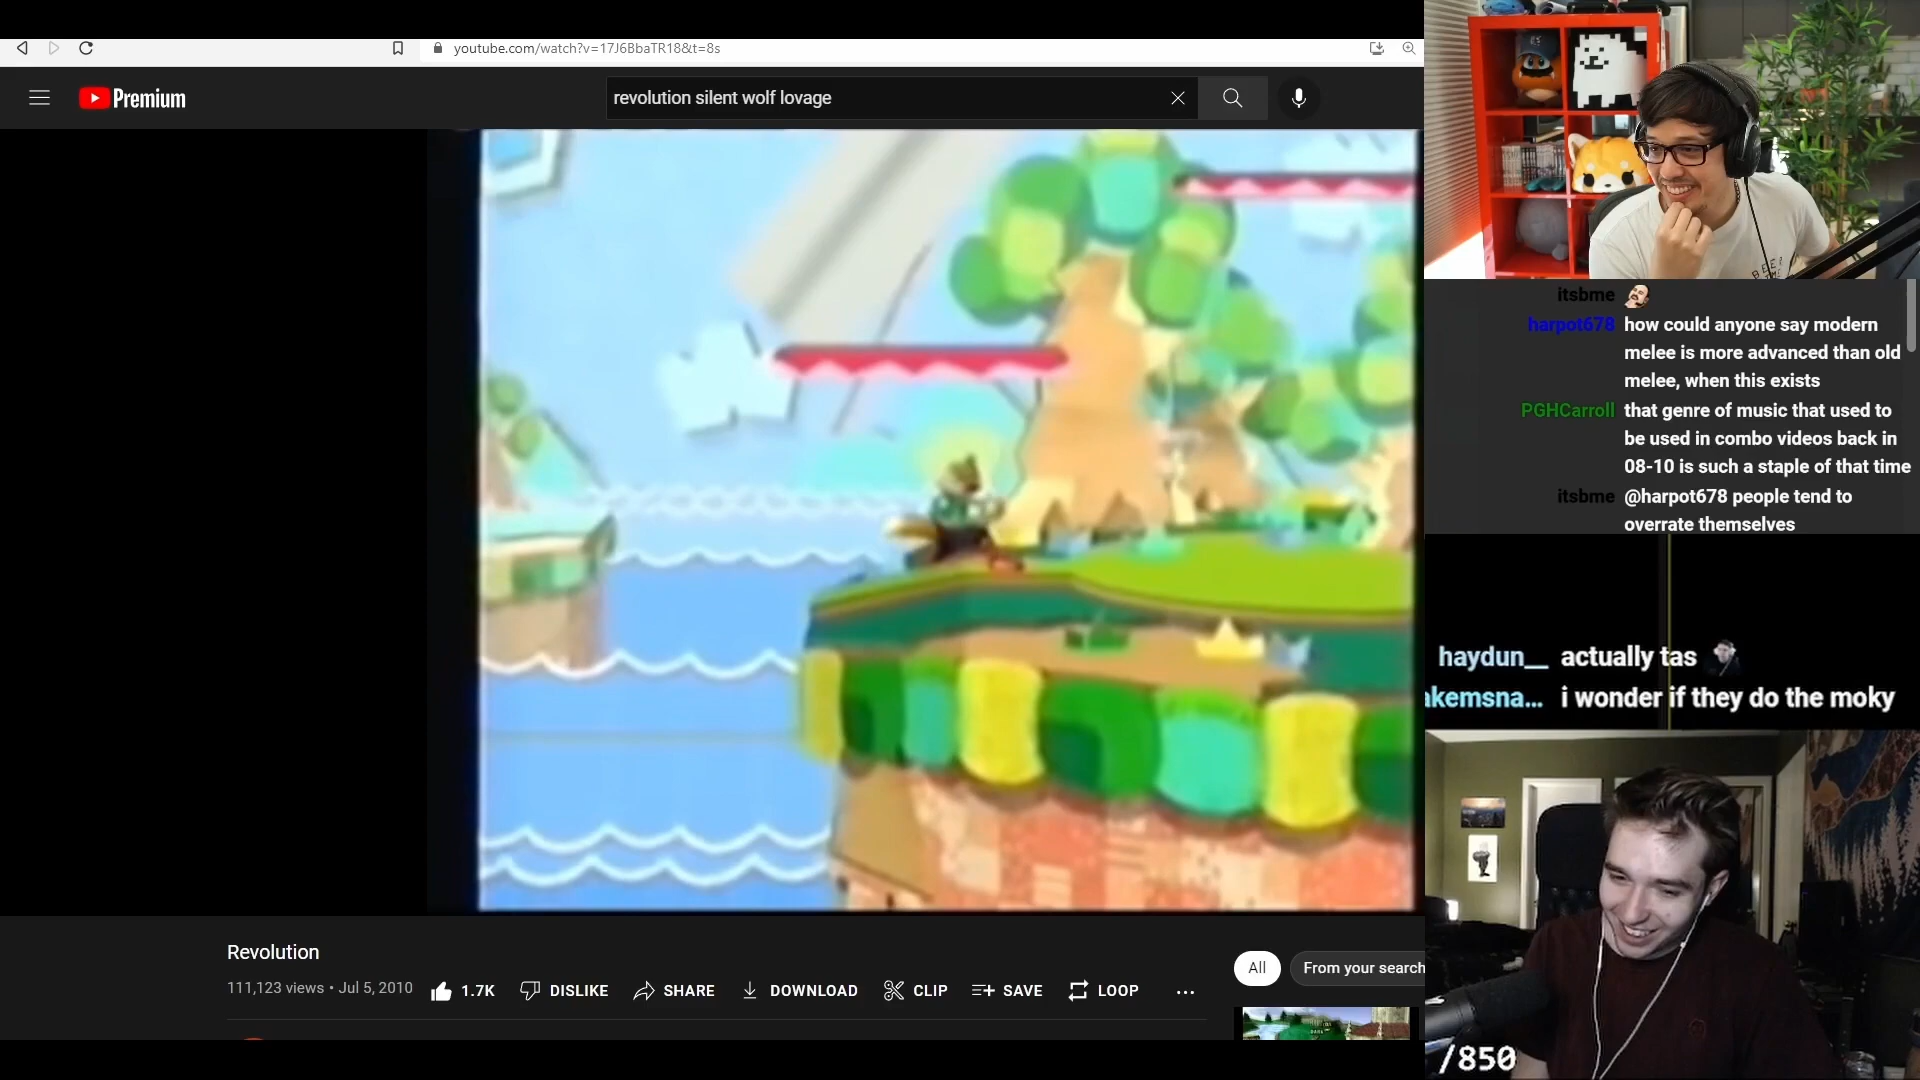 youtube.com/watch?v=17J6BbaTR18&t=8s
Premium
revolution silent wolf lovage
itsbme
harpot678 how could anyone say modern
melee is more advanced than old
melee, when this exists
PGHCarroll that genre of music that used to
be used in combo videos back in
08-10 is such a staple of that time
itsbme @harpot678 people tend to
overrate themselves
haydun__ actually tas
akemsna... i wonder if they do the moky
Revolution
111,123 views • Jul 5, 2010
1.7K
DISLIKE
SHARE
DOWNLOAD
CLIP
SAVE
LOOP
All
From your search
/850